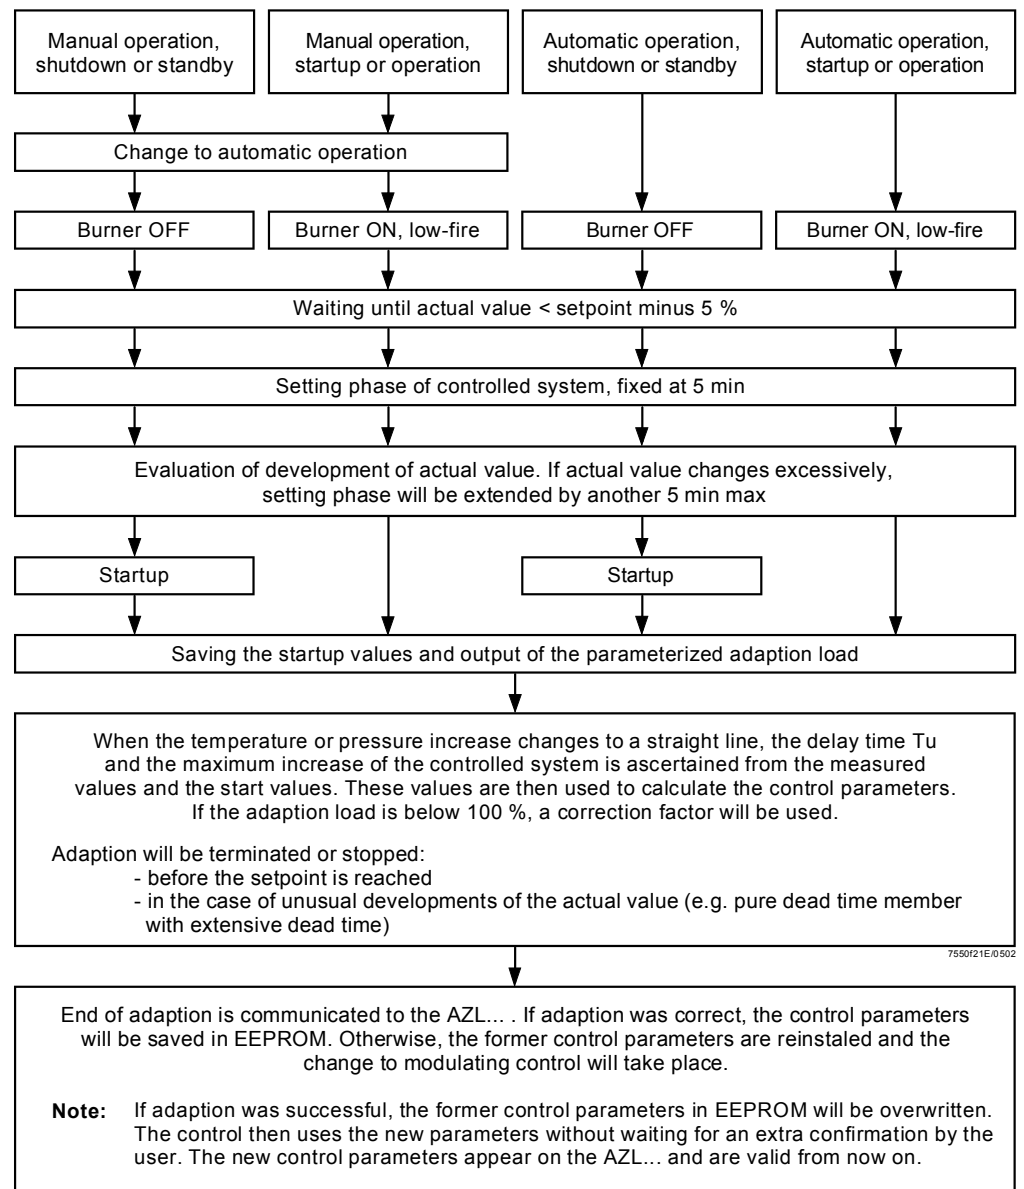 Manual operation,
shutdown or standby
Manual operation,
startup or operation
Automatic operation,
shutdown or standby
Automatic operation,
startup or operation
Change to automatic operation
Burner OFF
Burner ON, low-fire
Burner OFF
Burner ON, low-fire
Waiting until actual value < setpoint minus 5 %
Setting phase of controlled system, fixed at 5 min
Evaluation of development of actual value. If actual value changes excessively,
setting phase will be extended by another 5 min max
Startup
Startup
Saving the startup values and output of the parameterized adaption load
When the temperature or pressure increase changes to a straight line, the delay time Tu
and the maximum increase of the controlled system is ascertained from the measured
values and the start values. These values are then used to calculate the control parameters.
If the adaption load is below 100 %, a correction factor will be used.
Adaption will be terminated or stopped:
- before the setpoint is reached
- in the case of unusual developments of the actual value (e.g. pure dead time member
with extensive dead time)
7550f21E/0502
End of adaption is communicated to the AZL... . If adaption was correct, the control parameters
will be saved in EEPROM. Otherwise, the former control parameters are reinstaled and the
change to modulating control will take place.
Note: If adaption was successful, the former control parameters in EEPROM will be overwritten.
The control then uses the new parameters without waiting for an extra confirmation by the
user. The new control parameters appear on the AZL... and are valid from now on.